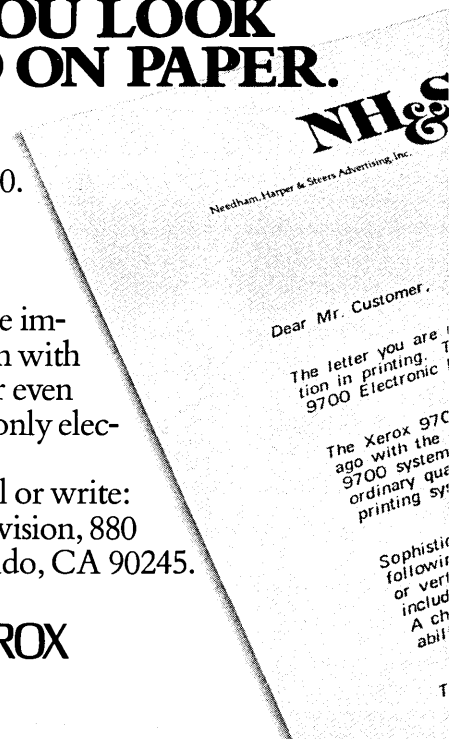 OU LOOK
ON PAPER.
0.
e im-
n with
r even
only elec-
l or write:
vision, 880
do, CA 90245.
ROX
NH&S
Needham, Harper & Steers Advertising, Inc.
Dear Mr. Customer,
The letter you are
tion in printing. T
9700 Electronic
The Xerox 970
ago with the
9700 system
ordinary qua
printing sys
Sophistic
followin
or vert
includ
A ch
abil
T